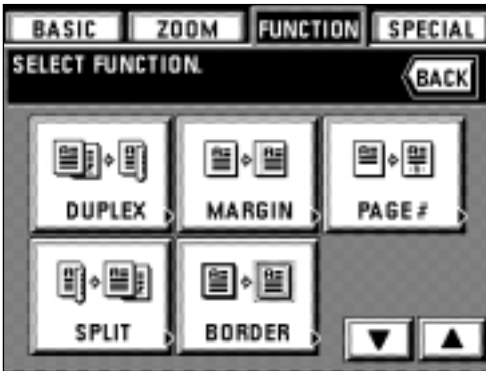 BASIC ZOOM FUNCTION SPECIAL
SELECT FUNCTION.
BACK
DUPLEX MARGIN PAGE#
SPLIT BORDER